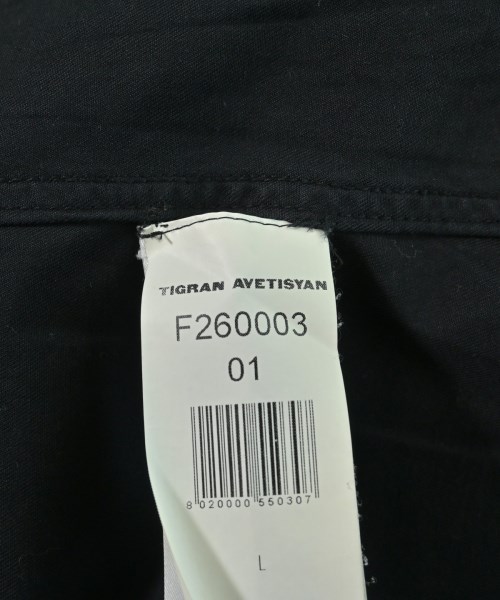 TIGRAN AVETISYAN
F260003
01
8 020000 550307
L